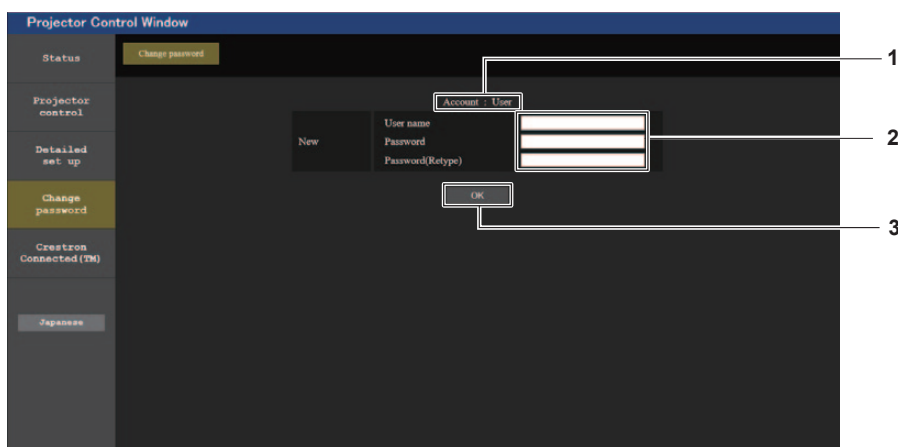 Projector Control Window
Status
Change password
1
Projector
control
Account : User
User name
2
New
Password
Detailed
set up
Password(Retype)
Change
password
OK
3
Crestron
Connected(TM)
Japanese